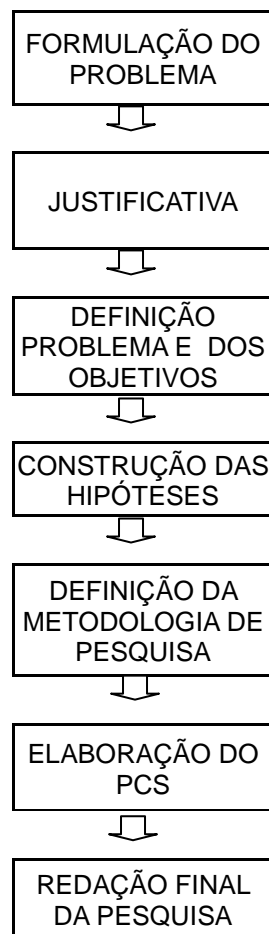 FORMULAÇÃO DO
PROBLEMA
JUSTIFICATIVA
DEFINIÇÃO
PROBLEMA E DOS
OBJETIVOS
CONSTRUÇÃO DAS
HIPÓTESES
DEFINIÇÃO DA
METODOLOGIA DE
PESQUISA
ELABORAÇÃO DO
PCS
REDAÇÃO FINAL
DA PESQUISA